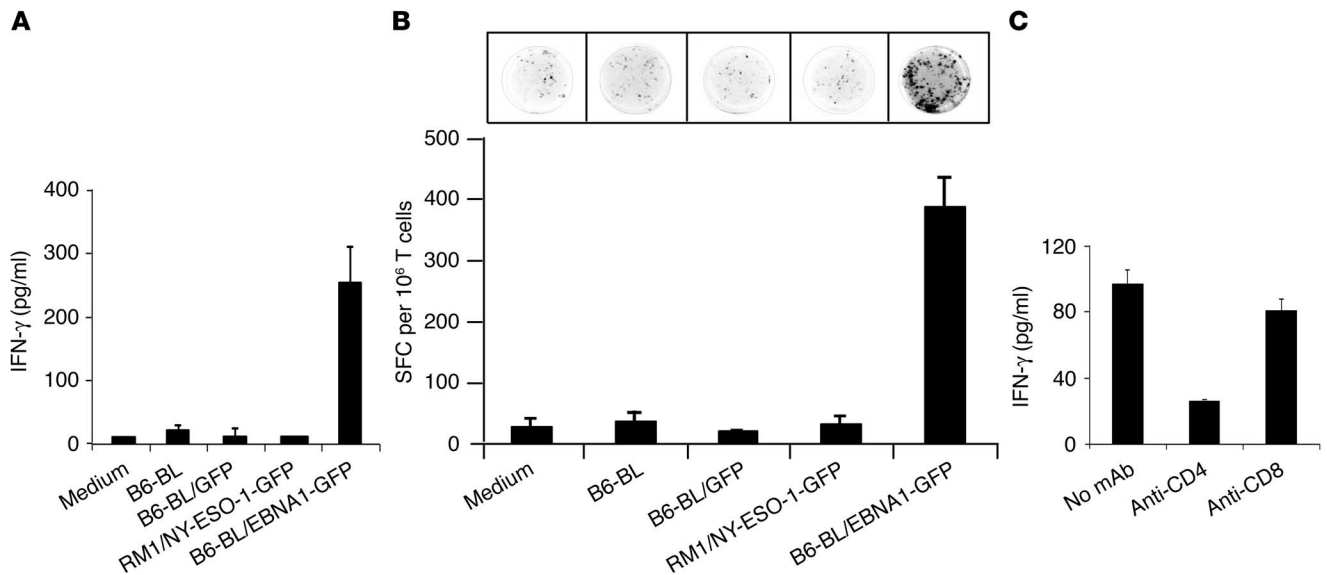 A
IFN-γ (pg/ml)
400
300
200
100
0
Medium
B6-BL
B6-BL/GFP
RM1/NY-ESO-1-GFP
B6-BL/EBNA1-GFP
B
SFC per 10⁶ T cells
500
400
300
200
100
0
Medium
B6-BL
B6-BL/GFP
RM1/NY-ESO-1-GFP
B6-BL/EBNA1-GFP
C
IFN-γ (pg/ml)
120
80
40
0
No mAb
Anti-CD4
Anti-CD8